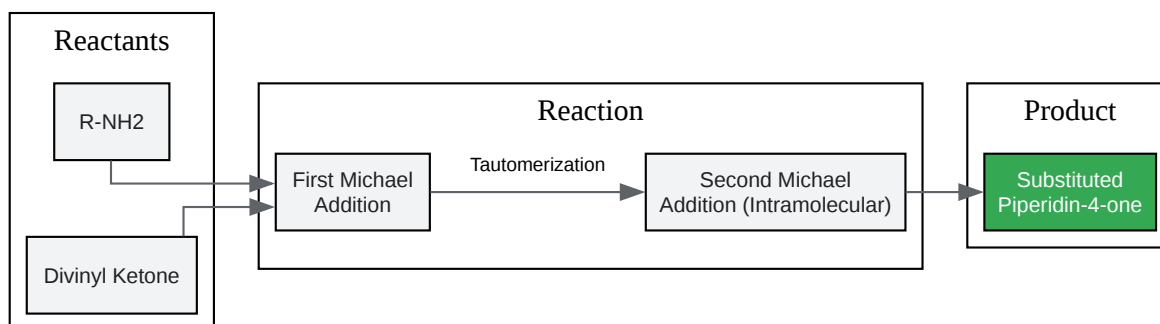 Reactants
R-NH2
Divinyl Ketone
Reaction
First Michael
Addition
Tautomerization
Second Michael
Addition (Intramolecular)
Product
Substituted
Piperidin-4-one